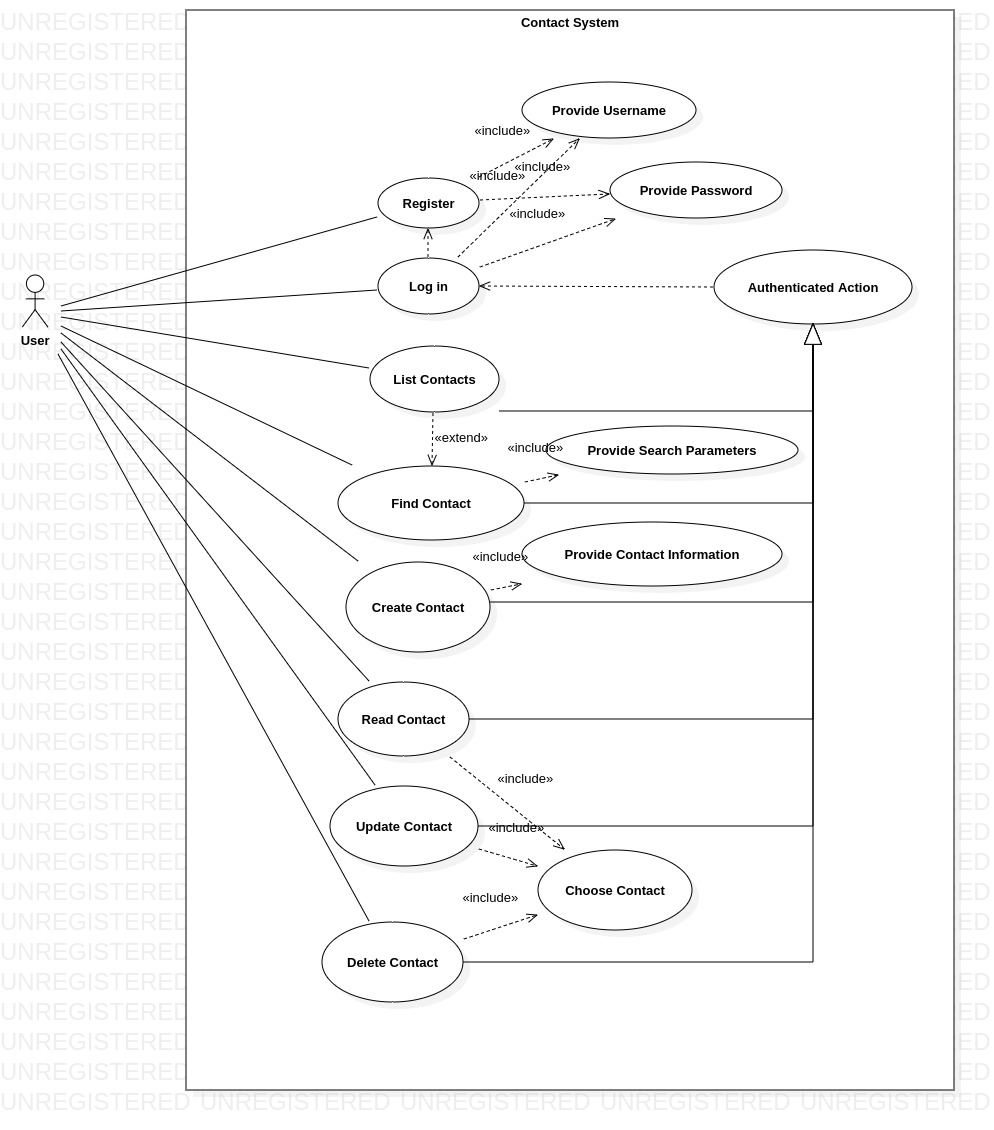 Contact System
Provide Username
«include»
«include»
«include»
Provide Password
Register
«include»
Log in
Authenticated Action
User
List Contacts
«extend»
«include»
Provide Search Parameters
Find Contact
«include»
Provide Contact Information
Create Contact
Read Contact
«include»
Update Contact
«include»
Choose Contact
«include»
Delete Contact
UNREGISTERED UNREGISTERED UNREGISTERED UNREGISTERED UNREGISTERED